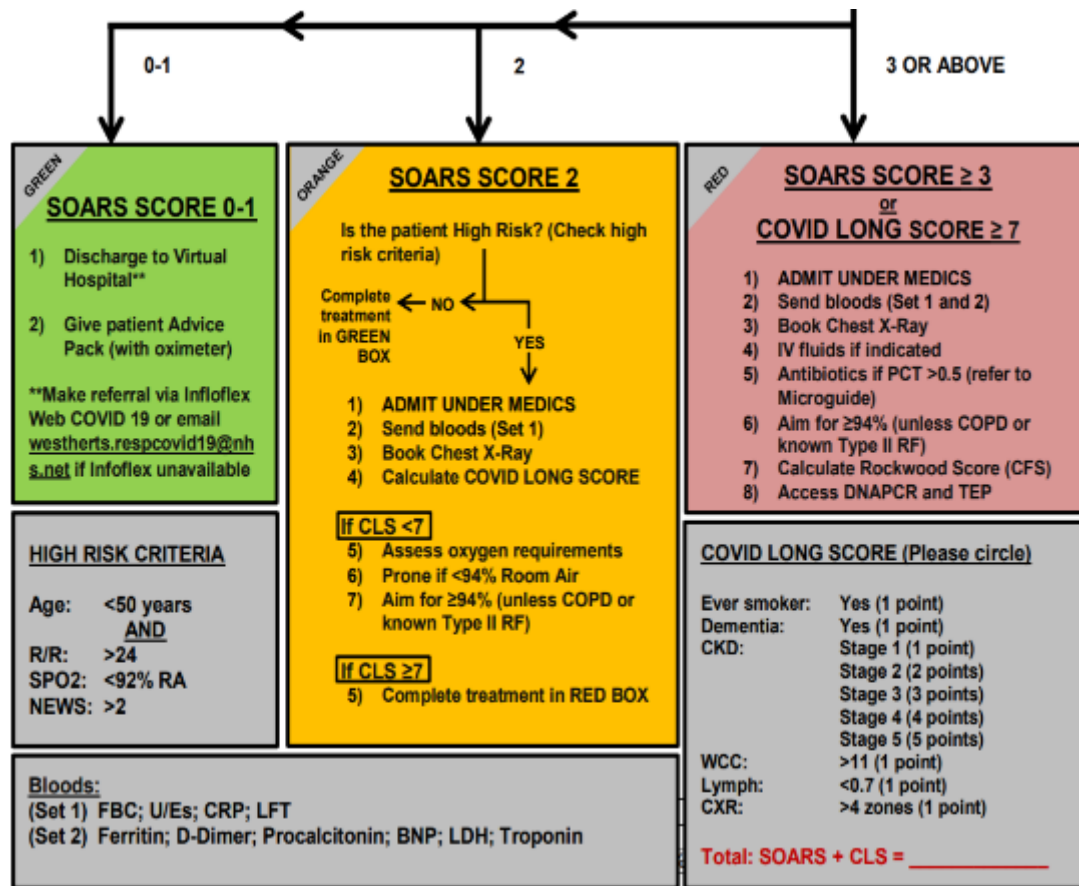 0-1
2
3 OR ABOVE
GREEN
SOARS SCORE 0-1
1) Discharge to Virtual
Hospital**
2) Give patient Advice
Pack (with oximeter)
**Make referral via Infloflex
Web COVID 19 or email
westherts.respcovid19@nh
s.net if Infoflex unavailable
ORANGE
SOARS SCORE 2
Is the patient High Risk? (Check high
risk criteria)
Complete
treatment
in GREEN
BOX
NO
YES
1) ADMIT UNDER MEDICS
2) Send bloods (Set 1)
3) Book Chest X-Ray
4) Calculate COVID LONG SCORE
If CLS <7
5) Assess oxygen requirements
6) Prone if <94% Room Air
7) Aim for ≥94% (unless COPD or
known Type II RF)
If CLS ≥7
5) Complete treatment in RED BOX
RED
SOARS SCORE ≥ 3
or
COVID LONG SCORE ≥ 7
1) ADMIT UNDER MEDICS
2) Send bloods (Set 1 and 2)
3) Book Chest X-Ray
4) IV fluids if indicated
5) Antibiotics if PCT >0.5 (refer to
Microguide)
6) Aim for ≥94% (unless COPD or
known Type II RF)
7) Calculate Rockwood Score (CFS)
8) Access DNAPCR and TEP
HIGH RISK CRITERIA
Age: <50 years
AND
R/R: >24
SPO2: <92% RA
NEWS: >2
COVID LONG SCORE (Please circle)
Ever smoker: Yes (1 point)
Dementia: Yes (1 point)
CKD: Stage 1 (1 point)
Stage 2 (2 points)
Stage 3 (3 points)
Stage 4 (4 points)
Stage 5 (5 points)
WCC: >11 (1 point)
Lymph: <0.7 (1 point)
CXR: >4 zones (1 point)
Total: SOARS + CLS = ____________
Bloods:
(Set 1) FBC; U/Es; CRP; LFT
(Set 2) Ferritin; D-Dimer; Procalcitonin; BNP; LDH; Troponin